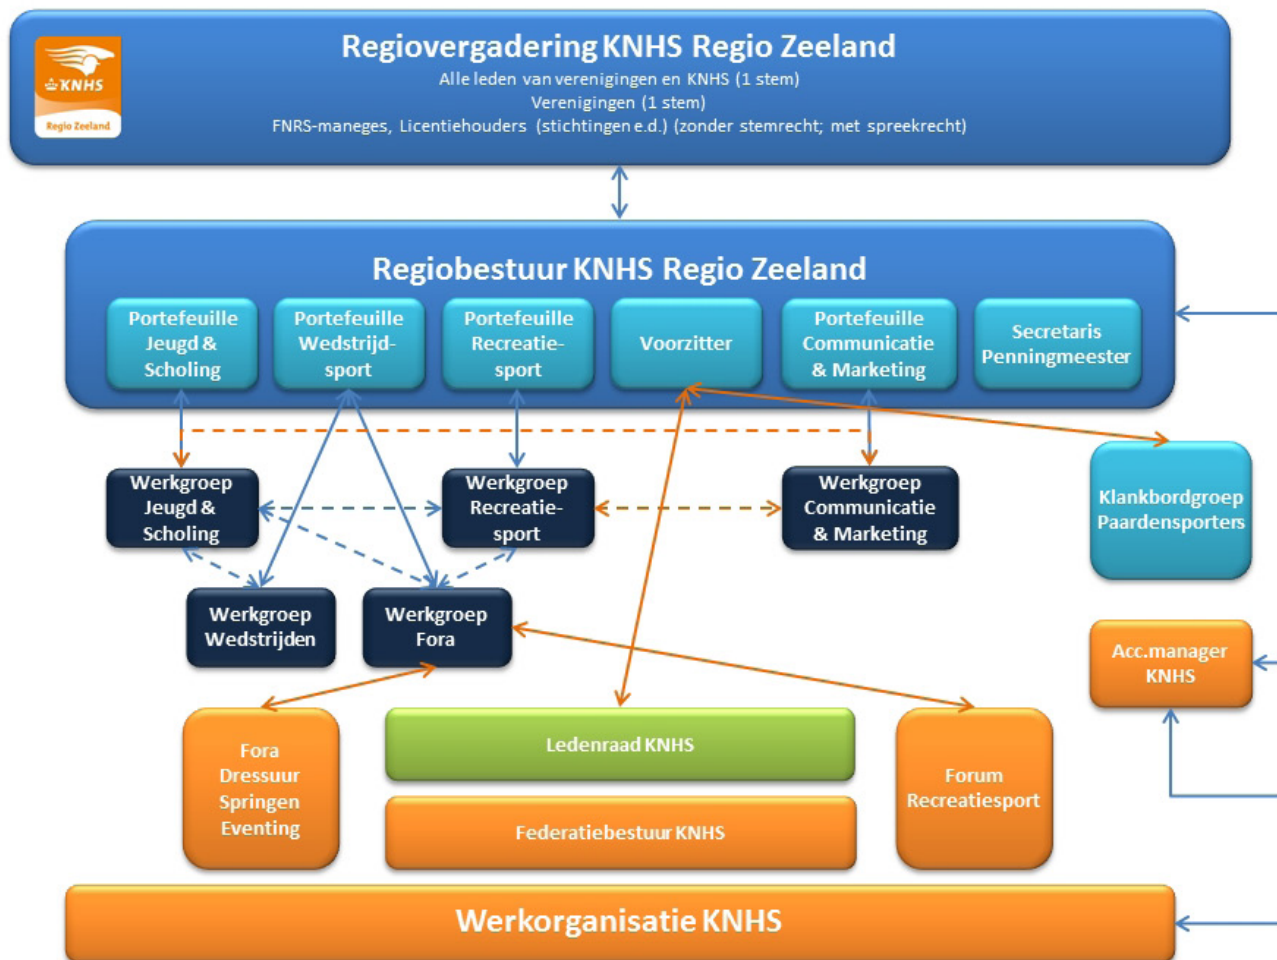 Regiovergadering KNHS Regio Zeeland
Alle leden van verenigingen en KNHS (1 stem)
Verenigingen (1 stem)
FNRS-maneges, Licentiehouders (stichtingen e.d.) (zonder stemrecht; met spreekrecht)
KNHS
Regio Zeeland
Regiobestuur KNHS Regio Zeeland
Portefeuille
Jeugd &
Scholing
Portefeuille
Wedstrijd-
sport
Portefeuille
Recreatie-
sport
Voorzitter
Portefeuille
Communicatie
& Marketing
Secretaris
Penningmeester
Werkgroep
Jeugd &
Scholing
Werkgroep
Recreatie-
sport
Werkgroep
Communicatie
& Marketing
Klankbordgroep
Paardensporters
Werkgroep
Wedstrijden
Werkgroep
Fora
Acc.manager
KNHS
Fora
Dressuur
Springen
Eventing
Ledenraad KNHS
Federatiebestuur KNHS
Forum
Recreatiesport
Werkorganisatie KNHS